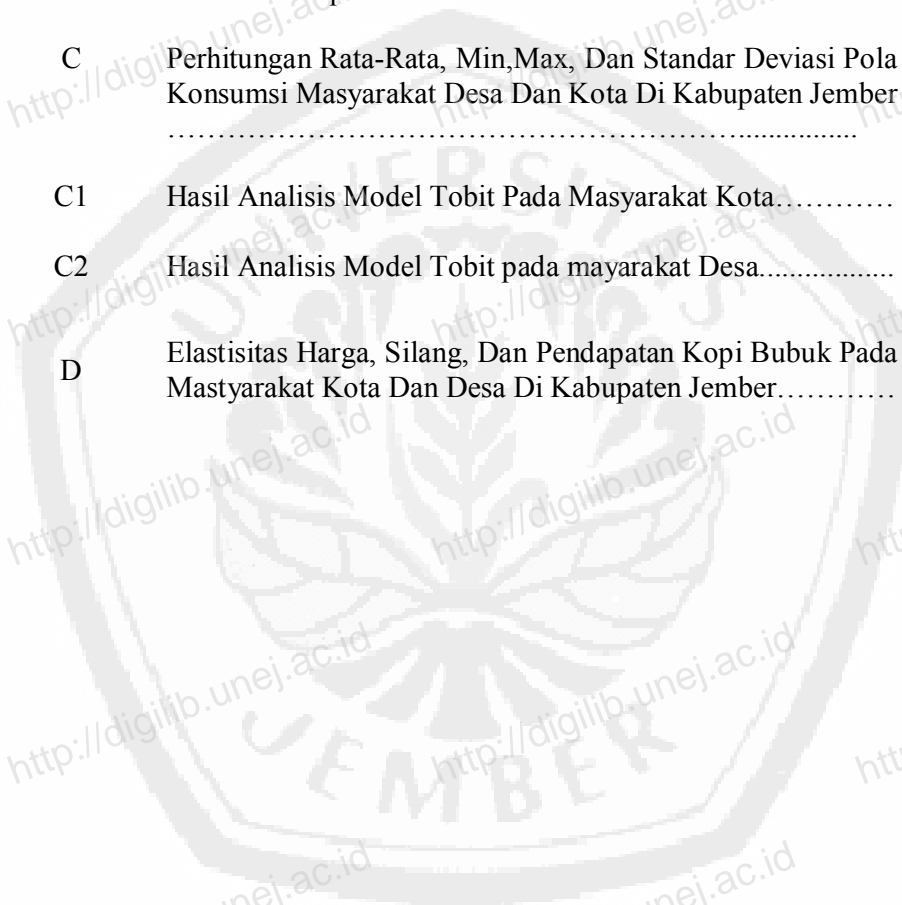 C Perhitungan Rata-Rata, Min,Max, Dan Standar Deviasi Pola
Konsumsi Masyarakat Desa Dan Kota Di Kabupaten Jember
…………………………………………………...............
C1 Hasil Analisis Model Tobit Pada Masyarakat Kota…………
C2 Hasil Analisis Model Tobit pada mayarakat Desa.................
D Elastisitas Harga, Silang, Dan Pendapatan Kopi Bubuk Pada
Mastyarakat Kota Dan Desa Di Kabupaten Jember…………
UNIVERSITAS
JEMBER
http://digilib.unej.ac.id
http://digilib.unej.ac.id
http://digilib.unej.ac.id
http://digilib.unej.ac.id
http://digilib.unej.ac.id
http://digilib.unej.ac.id
http://digilib.unej.ac.id
http://digilib.unej.ac.id